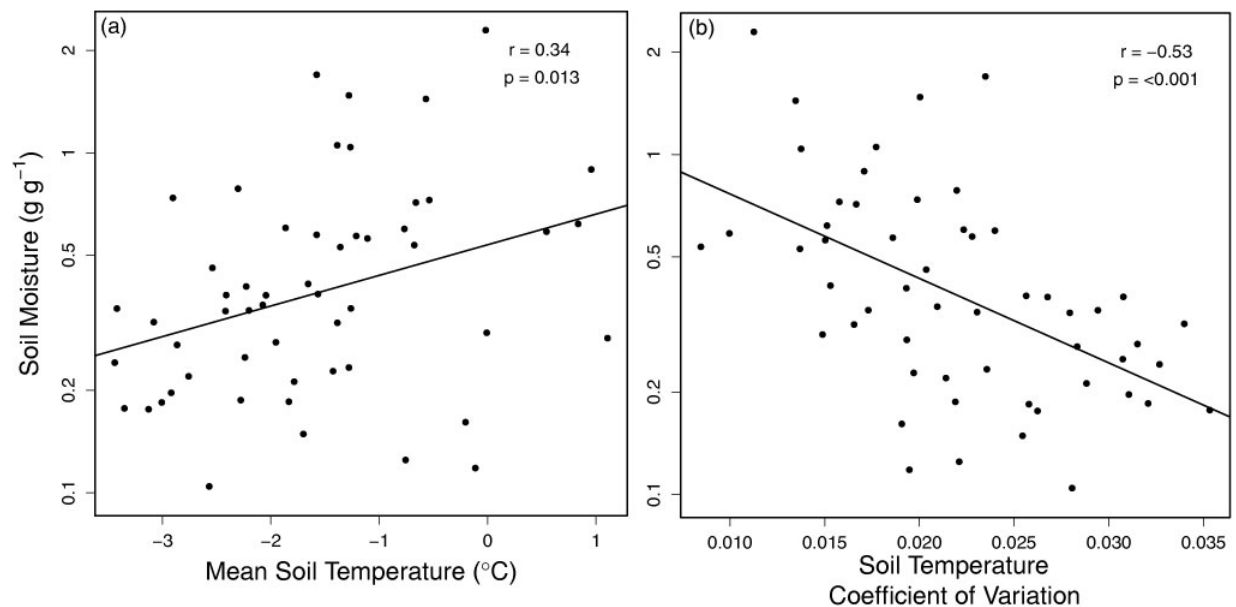 (a)
r = 0.34
p = 0.013
2
1
0.5
0.2
0.1
Soil Moisture (g g⁻¹)
−3 −2 −1 0 1
Mean Soil Temperature (°C)
(b)
r = −0.53
p = <0.001
2
1
0.5
0.2
0.1
0.010 0.015 0.020 0.025 0.030 0.035
Soil Temperature
Coefficient of Variation